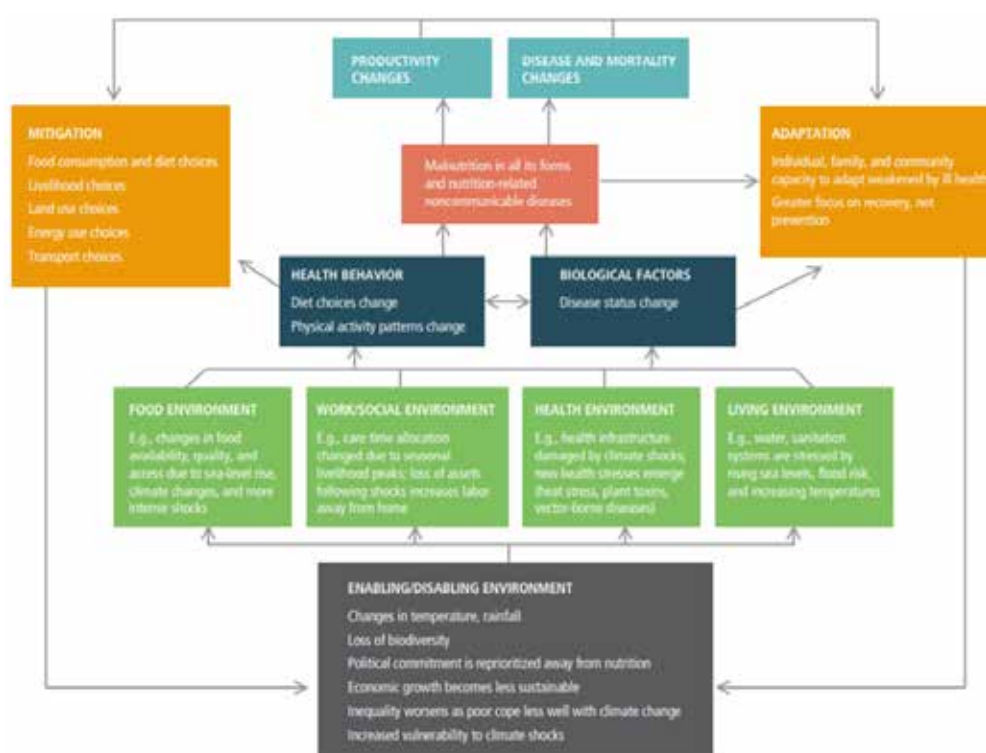 PRODUCTIVITY
CHANGES
DISEASE AND MORTALITY
CHANGES
MITIGATION
Food consumption and diet choices
Livelihood choices
Land use choices
Energy use choices
Transport choices
Malnutrition in all its forms
and nutrition-related
noncommunicable diseases
ADAPTATION
Individual, family, and community
capacity to adapt weakened by ill health
Greater focus on recovery, not
prevention
HEALTH BEHAVIOR
Diet choices change
Physical activity patterns change
BIOLOGICAL FACTORS
Disease status change
FOOD ENVIRONMENT
E.g., changes in food
availability, quality, and
access due to sea-level rise,
climate changes, and more
intense shocks
WORK/SOCIAL ENVIRONMENT
E.g., care time allocation
changed due to seasonal
livelihood peaks; loss of assets
following shocks increases labor
away from home
HEALTH ENVIRONMENT
E.g., health infrastructure
damaged by climate shocks;
new health stresses emerge
(heat stress, plant toxins,
vector-borne diseases)
LIVING ENVIRONMENT
E.g., water, sanitation
systems are stressed by
rising sea levels, flood risk,
and increasing temperatures
ENABLING/DISABLING ENVIRONMENT
Changes in temperature, rainfall
Loss of biodiversity
Political commitment is reprioritized away from nutrition
Economic growth becomes less sustainable
Inequality worsens as poor cope less well with climate change
Increased vulnerability to climate shocks